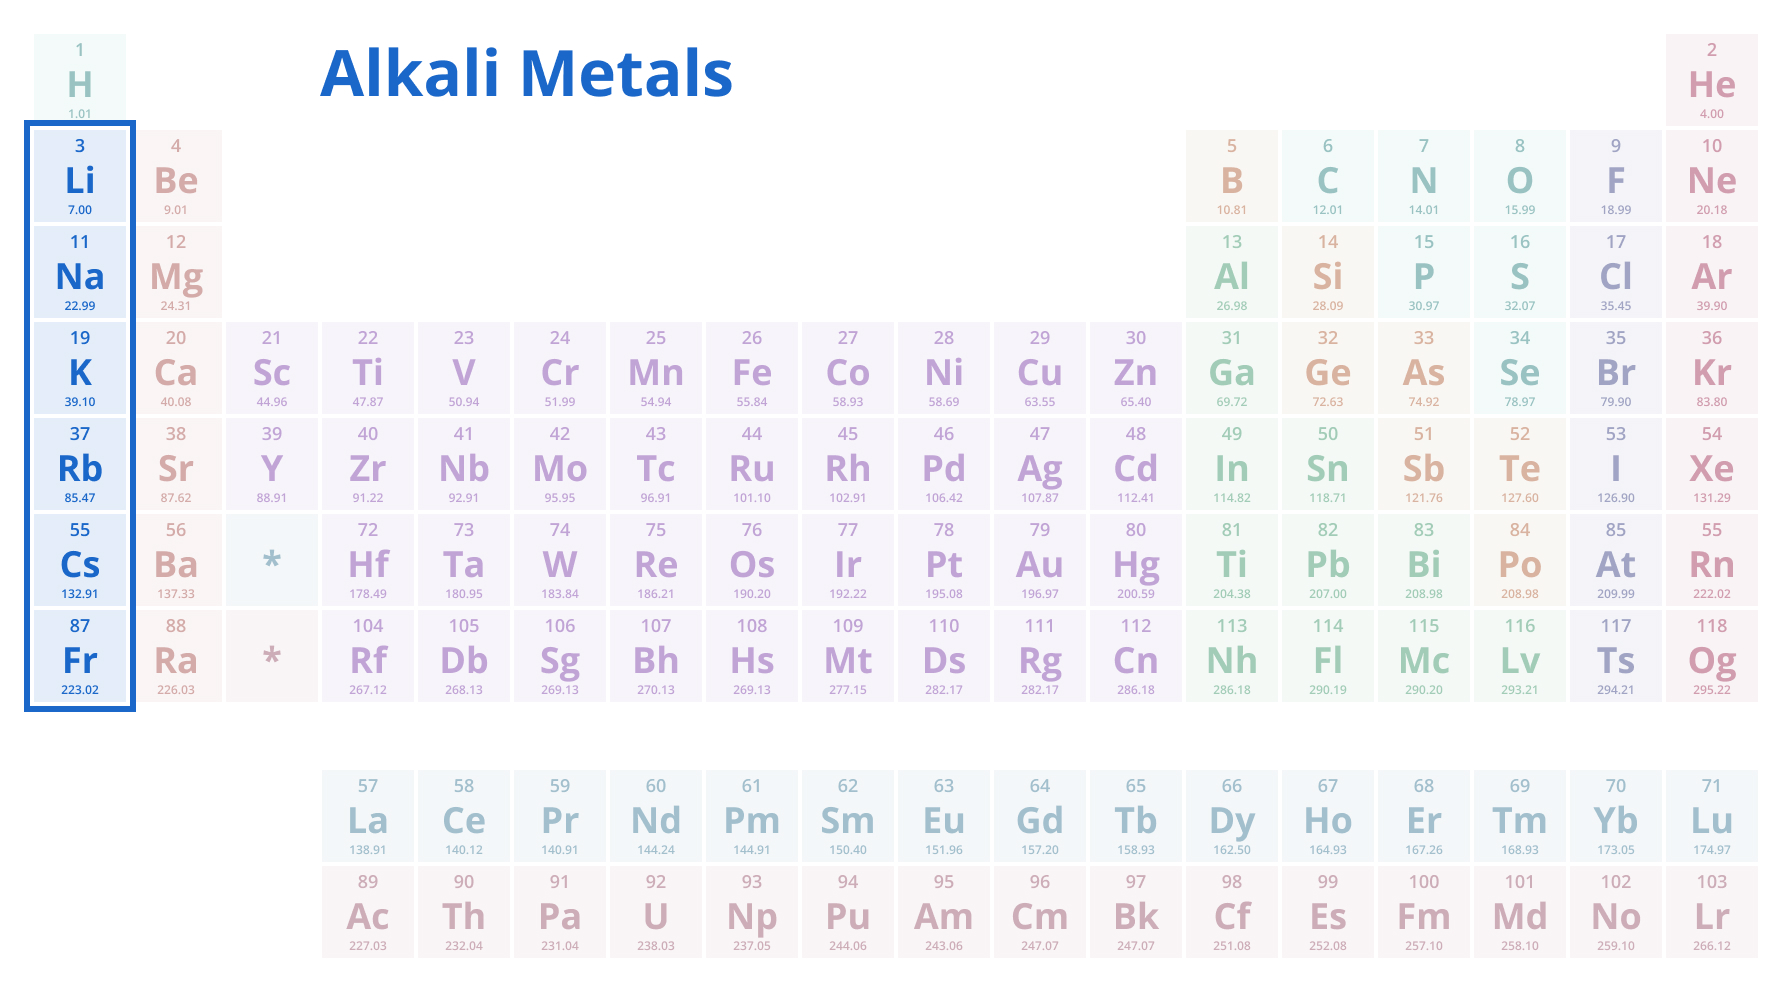 Alkali Metals
1 2
H He
1.01 4.00
3 4 5 6 7 8 9 10
Li Be B C N O F Ne
7.00 9.01 10.81 12.01 14.01 15.99 18.99 20.18
11 12 13 14 15 16 17 18
Na Mg Al Si P S Cl Ar
22.99 24.31 26.98 28.09 30.97 32.07 35.45 39.90
19 20 21 22 23 24 25 26 27 28 29 30 31 32 33 34 35 36
K Ca Sc Ti V Cr Mn Fe Co Ni Cu Zn Ga Ge As Se Br Kr
39.10 40.08 44.96 47.87 50.94 51.99 54.94 55.84 58.93 58.69 63.55 65.40 69.72 72.63 74.92 78.97 79.90 83.80
37 38 39 40 41 42 43 44 45 46 47 48 49 50 51 52 53 54
Rb Sr Y Zr Nb Mo Tc Ru Rh Pd Ag Cd In Sn Sb Te I Xe
85.47 87.62 88.91 91.22 92.91 95.95 96.91 101.10 102.91 106.42 107.87 112.41 114.82 118.71 121.76 127.60 126.90 131.29
55 56 72 73 74 75 76 77 78 79 80 81 82 83 84 85 55
Cs Ba * Hf Ta W Re Os Ir Pt Au Hg Ti Pb Bi Po At Rn
132.91 137.33 178.49 180.95 183.84 186.21 190.20 192.22 195.08 196.97 200.59 204.38 207.00 208.98 208.98 209.99 222.02
87 88 104 105 106 107 108 109 110 111 112 113 114 115 116 117 118
Fr Ra * Rf Db Sg Bh Hs Mt Ds Rg Cn Nh Fl Mc Lv Ts Og
223.02 226.03 267.12 268.13 269.13 270.13 269.13 277.15 282.17 282.17 286.18 286.18 290.19 290.20 293.21 294.21 295.22
57 58 59 60 61 62 63 64 65 66 67 68 69 70 71
La Ce Pr Nd Pm Sm Eu Gd Tb Dy Ho Er Tm Yb Lu
138.91 140.12 140.91 144.24 144.91 150.40 151.96 157.20 158.93 162.50 164.93 167.26 168.93 173.05 174.97
89 90 91 92 93 94 95 96 97 98 99 100 101 102 103
Ac Th Pa U Np Pu Am Cm Bk Cf Es Fm Md No Lr
227.03 232.04 231.04 238.03 237.05 244.06 243.06 247.07 247.07 251.08 252.08 257.10 258.10 259.10 266.12